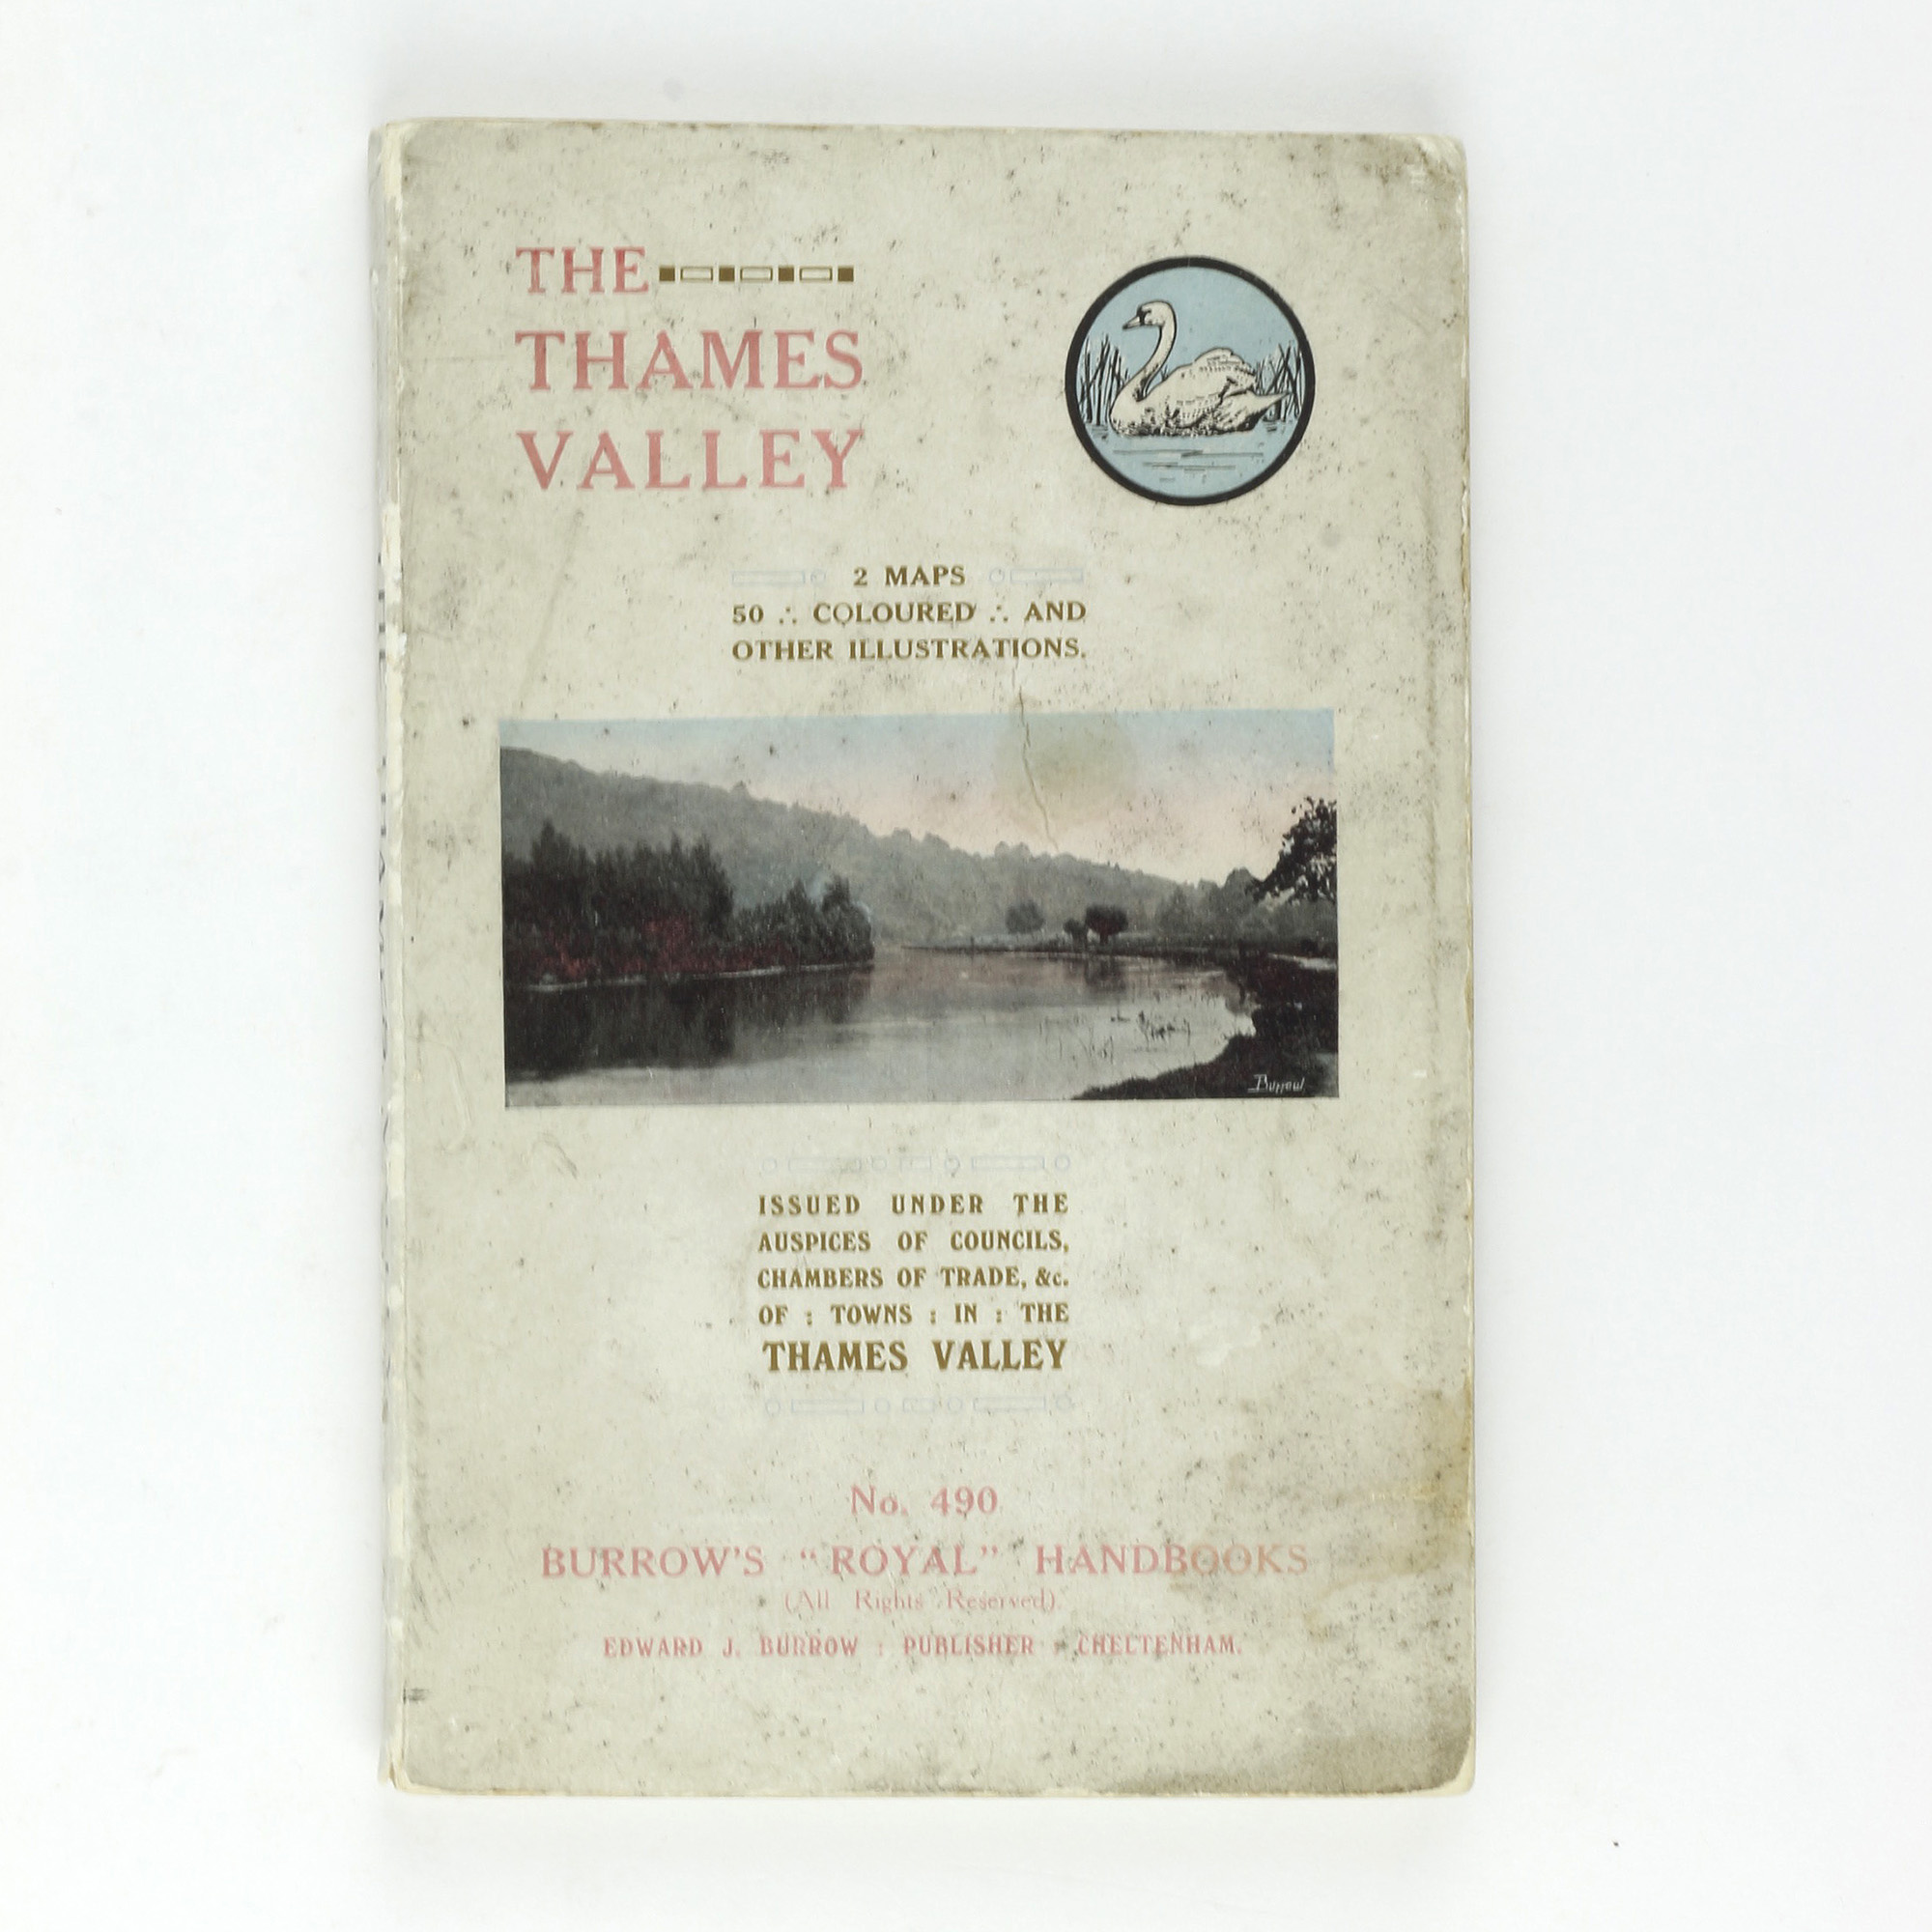 THE
THAMES
VALLEY
2 MAPS
50 ∴ COLOURED ∴ AND
OTHER ILLUSTRATIONS.
Burrow
ISSUED UNDER THE
AUSPICES OF COUNCILS,
CHAMBERS OF TRADE, &c.
OF : TOWNS : IN : THE
THAMES VALLEY
No. 490
BURROW'S "ROYAL" HANDBOOKS
(All Rights Reserved).
EDWARD J. BURROW : PUBLISHER : CHELTENHAM.